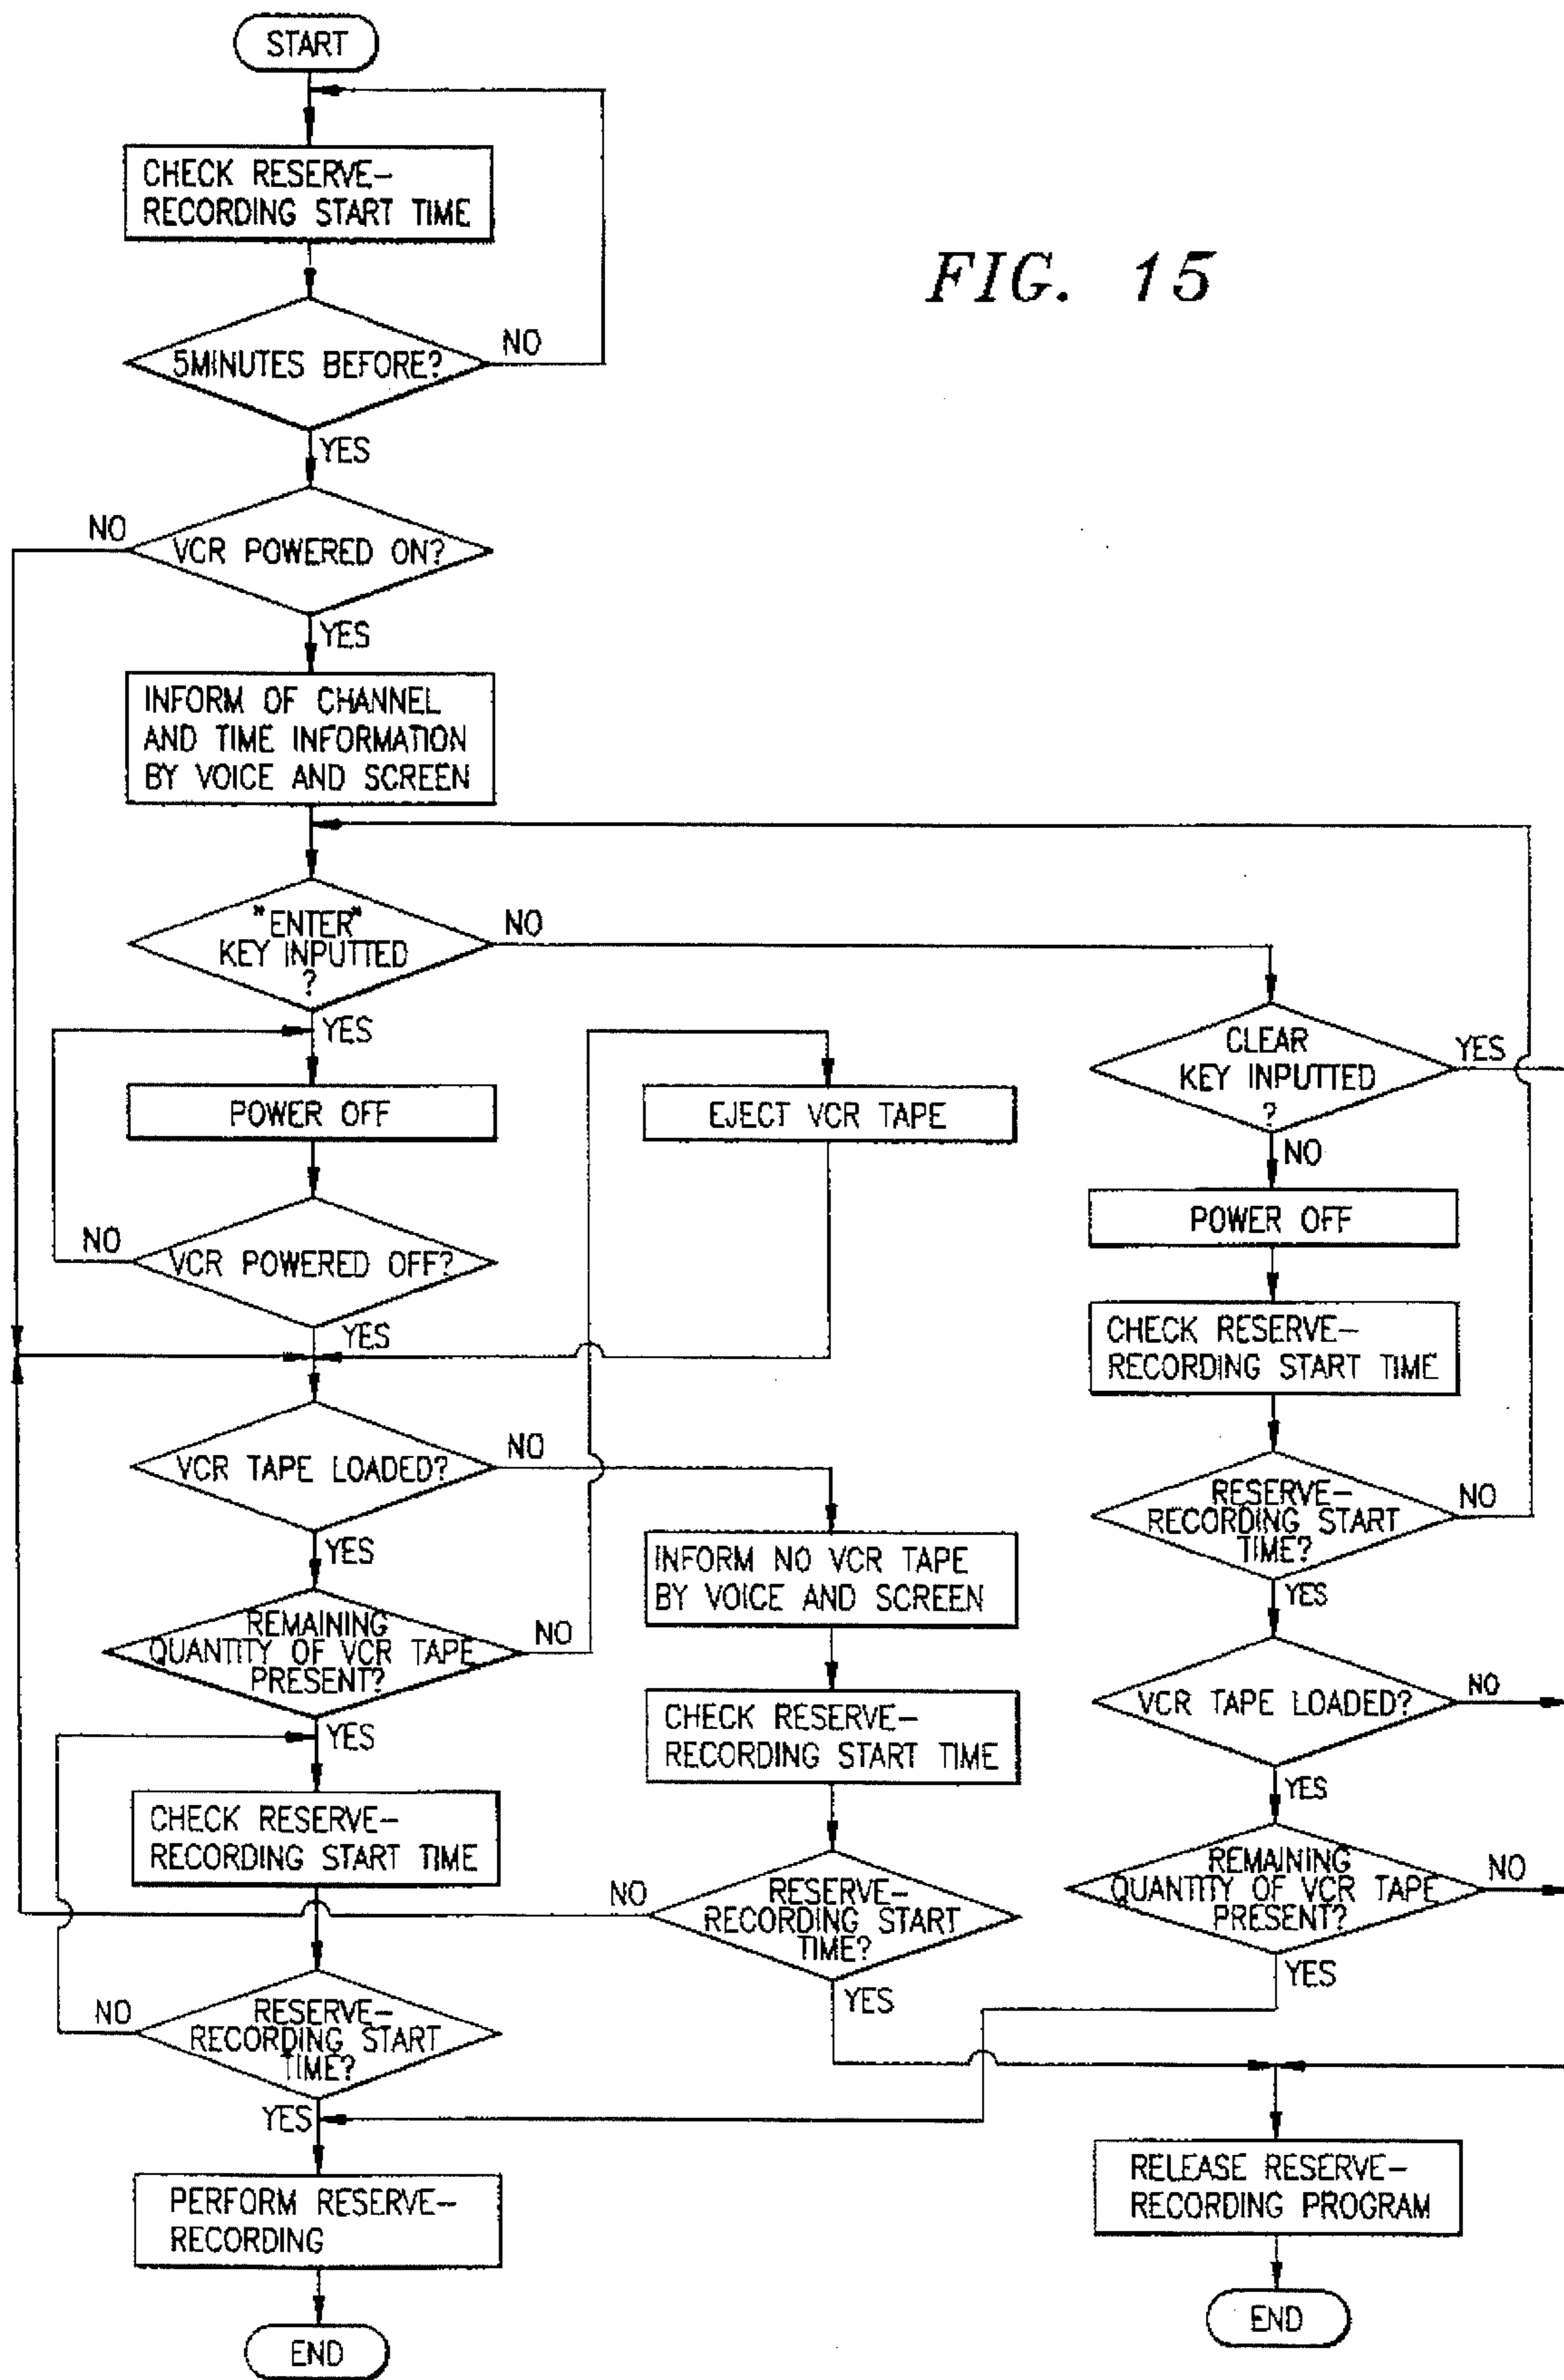 START
CHECK RESERVE-
RECORDING START TIME
FIG. 15
5MINUTES BEFORE?
NO
YES
NO
VCR POWERED ON?
YES
INFORM OF CHANNEL
AND TIME INFORMATION
BY VOICE AND SCREEN
"ENTER"
KEY INPUTTED
?
NO
YES
POWER OFF
NO
VCR POWERED OFF?
YES
EJECT VCR TAPE
CLEAR
KEY INPUTTED
?
YES
NO
POWER OFF
CHECK RESERVE-
RECORDING START TIME
RESERVE-
RECORDING START
TIME?
NO
YES
VCR TAPE LOADED?
NO
YES
REMAINING
QUANTITY OF VCR TAPE
PRESENT?
NO
YES
VCR TAPE LOADED?
NO
YES
INFORM NO VCR TAPE
BY VOICE AND SCREEN
REMAINING
QUANTITY OF VCR TAPE
PRESENT?
NO
YES
CHECK RESERVE-
RECORDING START TIME
CHECK RESERVE-
RECORDING START TIME
NO
RESERVE-
RECORDING START
TIME?
YES
NO
RESERVE-
RECORDING START
TIME?
YES
PERFORM RESERVE-
RECORDING
END
RELEASE RESERVE-
RECORDING PROGRAM
END